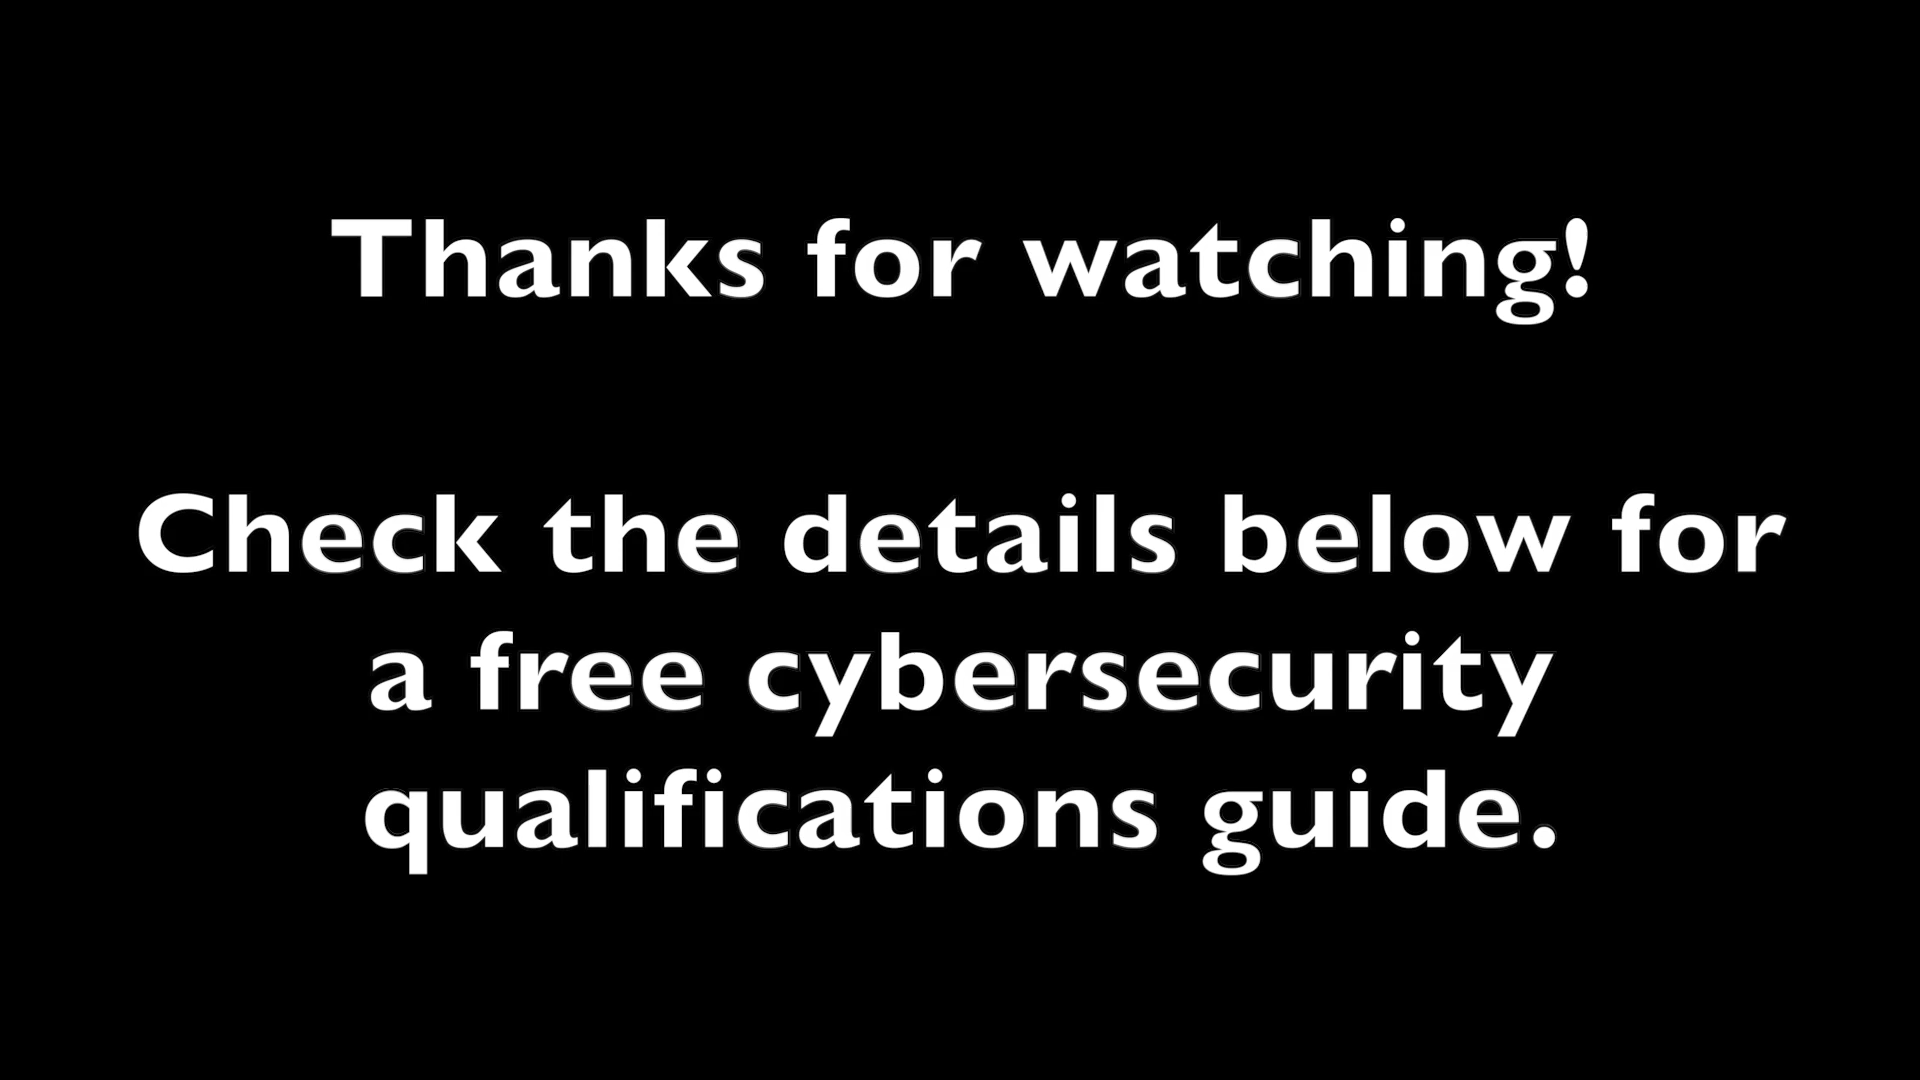 Thanks for watching!
Check the details below for
a free cybersecurity
qualifications guide.